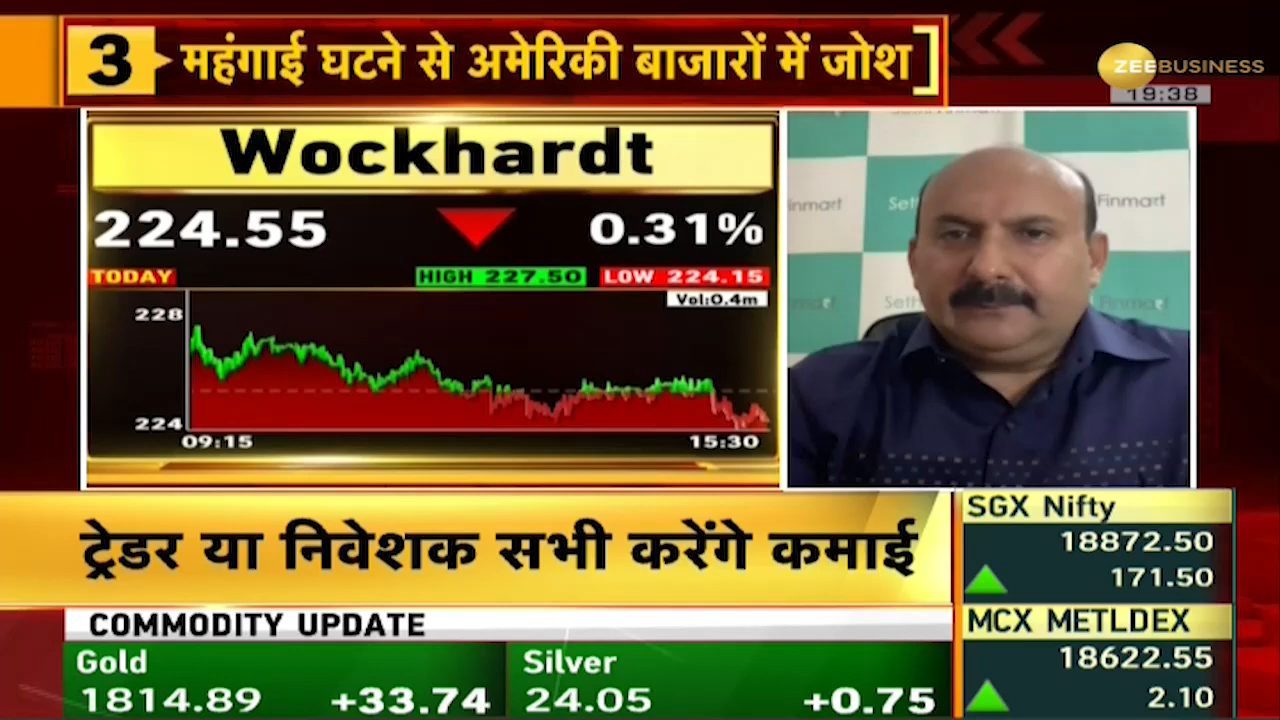 3 महंगाई घटने से अमेरिकी बाजारों में जोश
ZEEBUSINESS
19:38
Wockhardt
224.55 0.31%
TODAY HIGH 227.50 LOW 224.15
Vol:0.4m
228
224
09:15 15:30
Finmart
Finmart
ट्रेडर या निवेशक सभी करेंगे कमाई
SGX Nifty
18872.50
171.50
COMMODITY UPDATE
Gold
1814.89 +33.74
Silver
24.05 +0.75
MCX METLDEX
18622.55
2.10